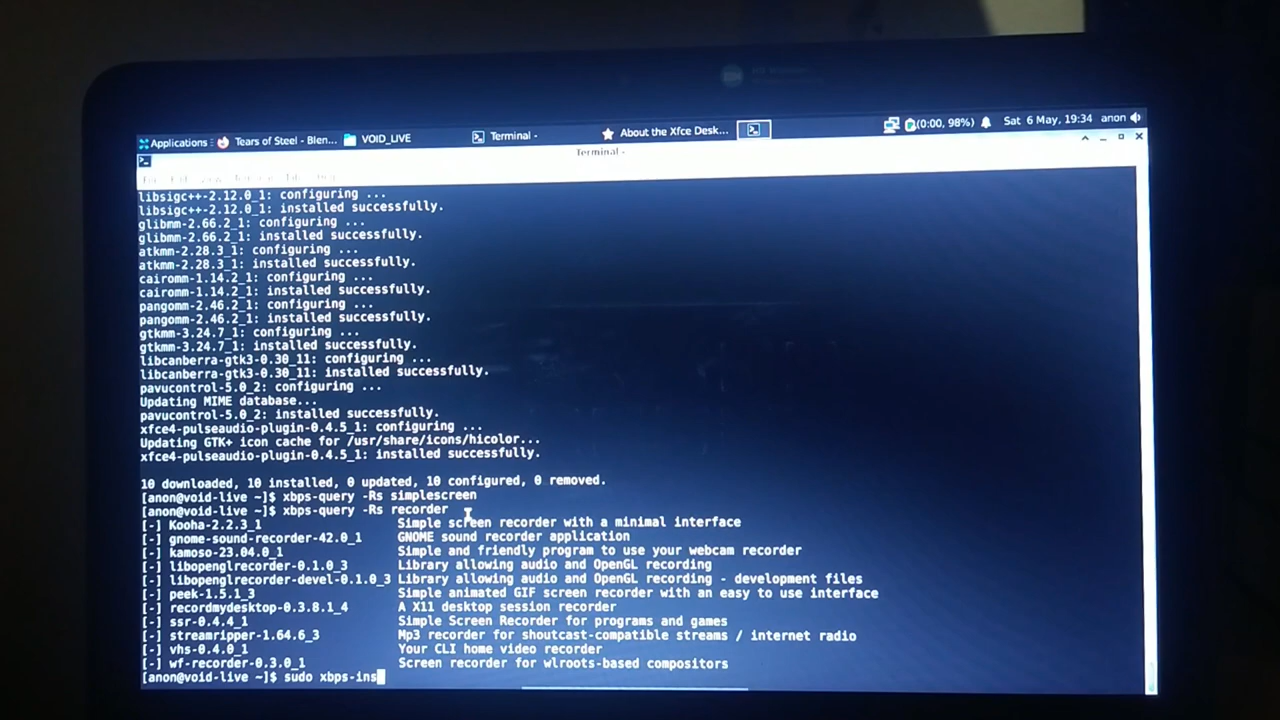 Applications Tears of Steel - Blen... VOID_LIVE Terminal - About the Xfce Desk... (0:00, 98%) Sat 6 May, 19:34 anon
Terminal -
libsigc++-2.12.0_1: configuring ...
libsigc++-2.12.0_1: installed successfully.
glibmm-2.66.2_1: configuring ...
glibmm-2.66.2_1: installed successfully.
atkmm-2.28.3_1: configuring ...
atkmm-2.28.3_1: installed successfully.
cairomm-1.14.2_1: configuring ...
cairomm-1.14.2_1: installed successfully.
pangomm-2.46.2_1: configuring ...
pangomm-2.46.2_1: installed successfully.
gtkmm-3.24.7_1: configuring ...
gtkmm-3.24.7_1: installed successfully.
libcanberra-gtk3-0.30_11: configuring ...
libcanberra-gtk3-0.30_11: installed successfully.
pavucontrol-5.0_2: configuring ...
Updating MIME database...
pavucontrol-5.0_2: installed successfully.
xfce4-pulseaudio-plugin-0.4.5_1: configuring ...
Updating GTK+ icon cache for /usr/share/icons/hicolor...
xfce4-pulseaudio-plugin-0.4.5_1: installed successfully.
10 downloaded, 10 installed, 0 updated, 10 configured, 0 removed.
[anon@void-live ~]$ xbps-query -Rs simplescreen
[anon@void-live ~]$ xbps-query -Rs recorder
[-] Kooha-2.2.3_1 Simple screen recorder with a minimal interface
[-] gnome-sound-recorder-42.0_1 GNOME sound recorder application
[-] kamoso-23.04.0_1 Simple and friendly program to use your webcam recorder
[-] libopenglrecorder-0.1.0_3 Library allowing audio and OpenGL recording
[-] libopenglrecorder-devel-0.1.0_3 Library allowing audio and OpenGL recording - development files
[-] peek-1.5.1_3 Simple animated GIF screen recorder with an easy to use interface
[-] recordmydesktop-0.3.8.1_4 A X11 desktop session recorder
[-] ssr-0.4.4_1 Simple Screen Recorder for programs and games
[-] streamripper-1.64.6_3 Mp3 recorder for shoutcast-compatible streams / internet radio
[-] vhs-0.4.0_1 Your CLI home video recorder
[-] wf-recorder-0.3.0_1 Screen recorder for wlroots-based compositors
[anon@void-live ~]$ sudo xbps-ins